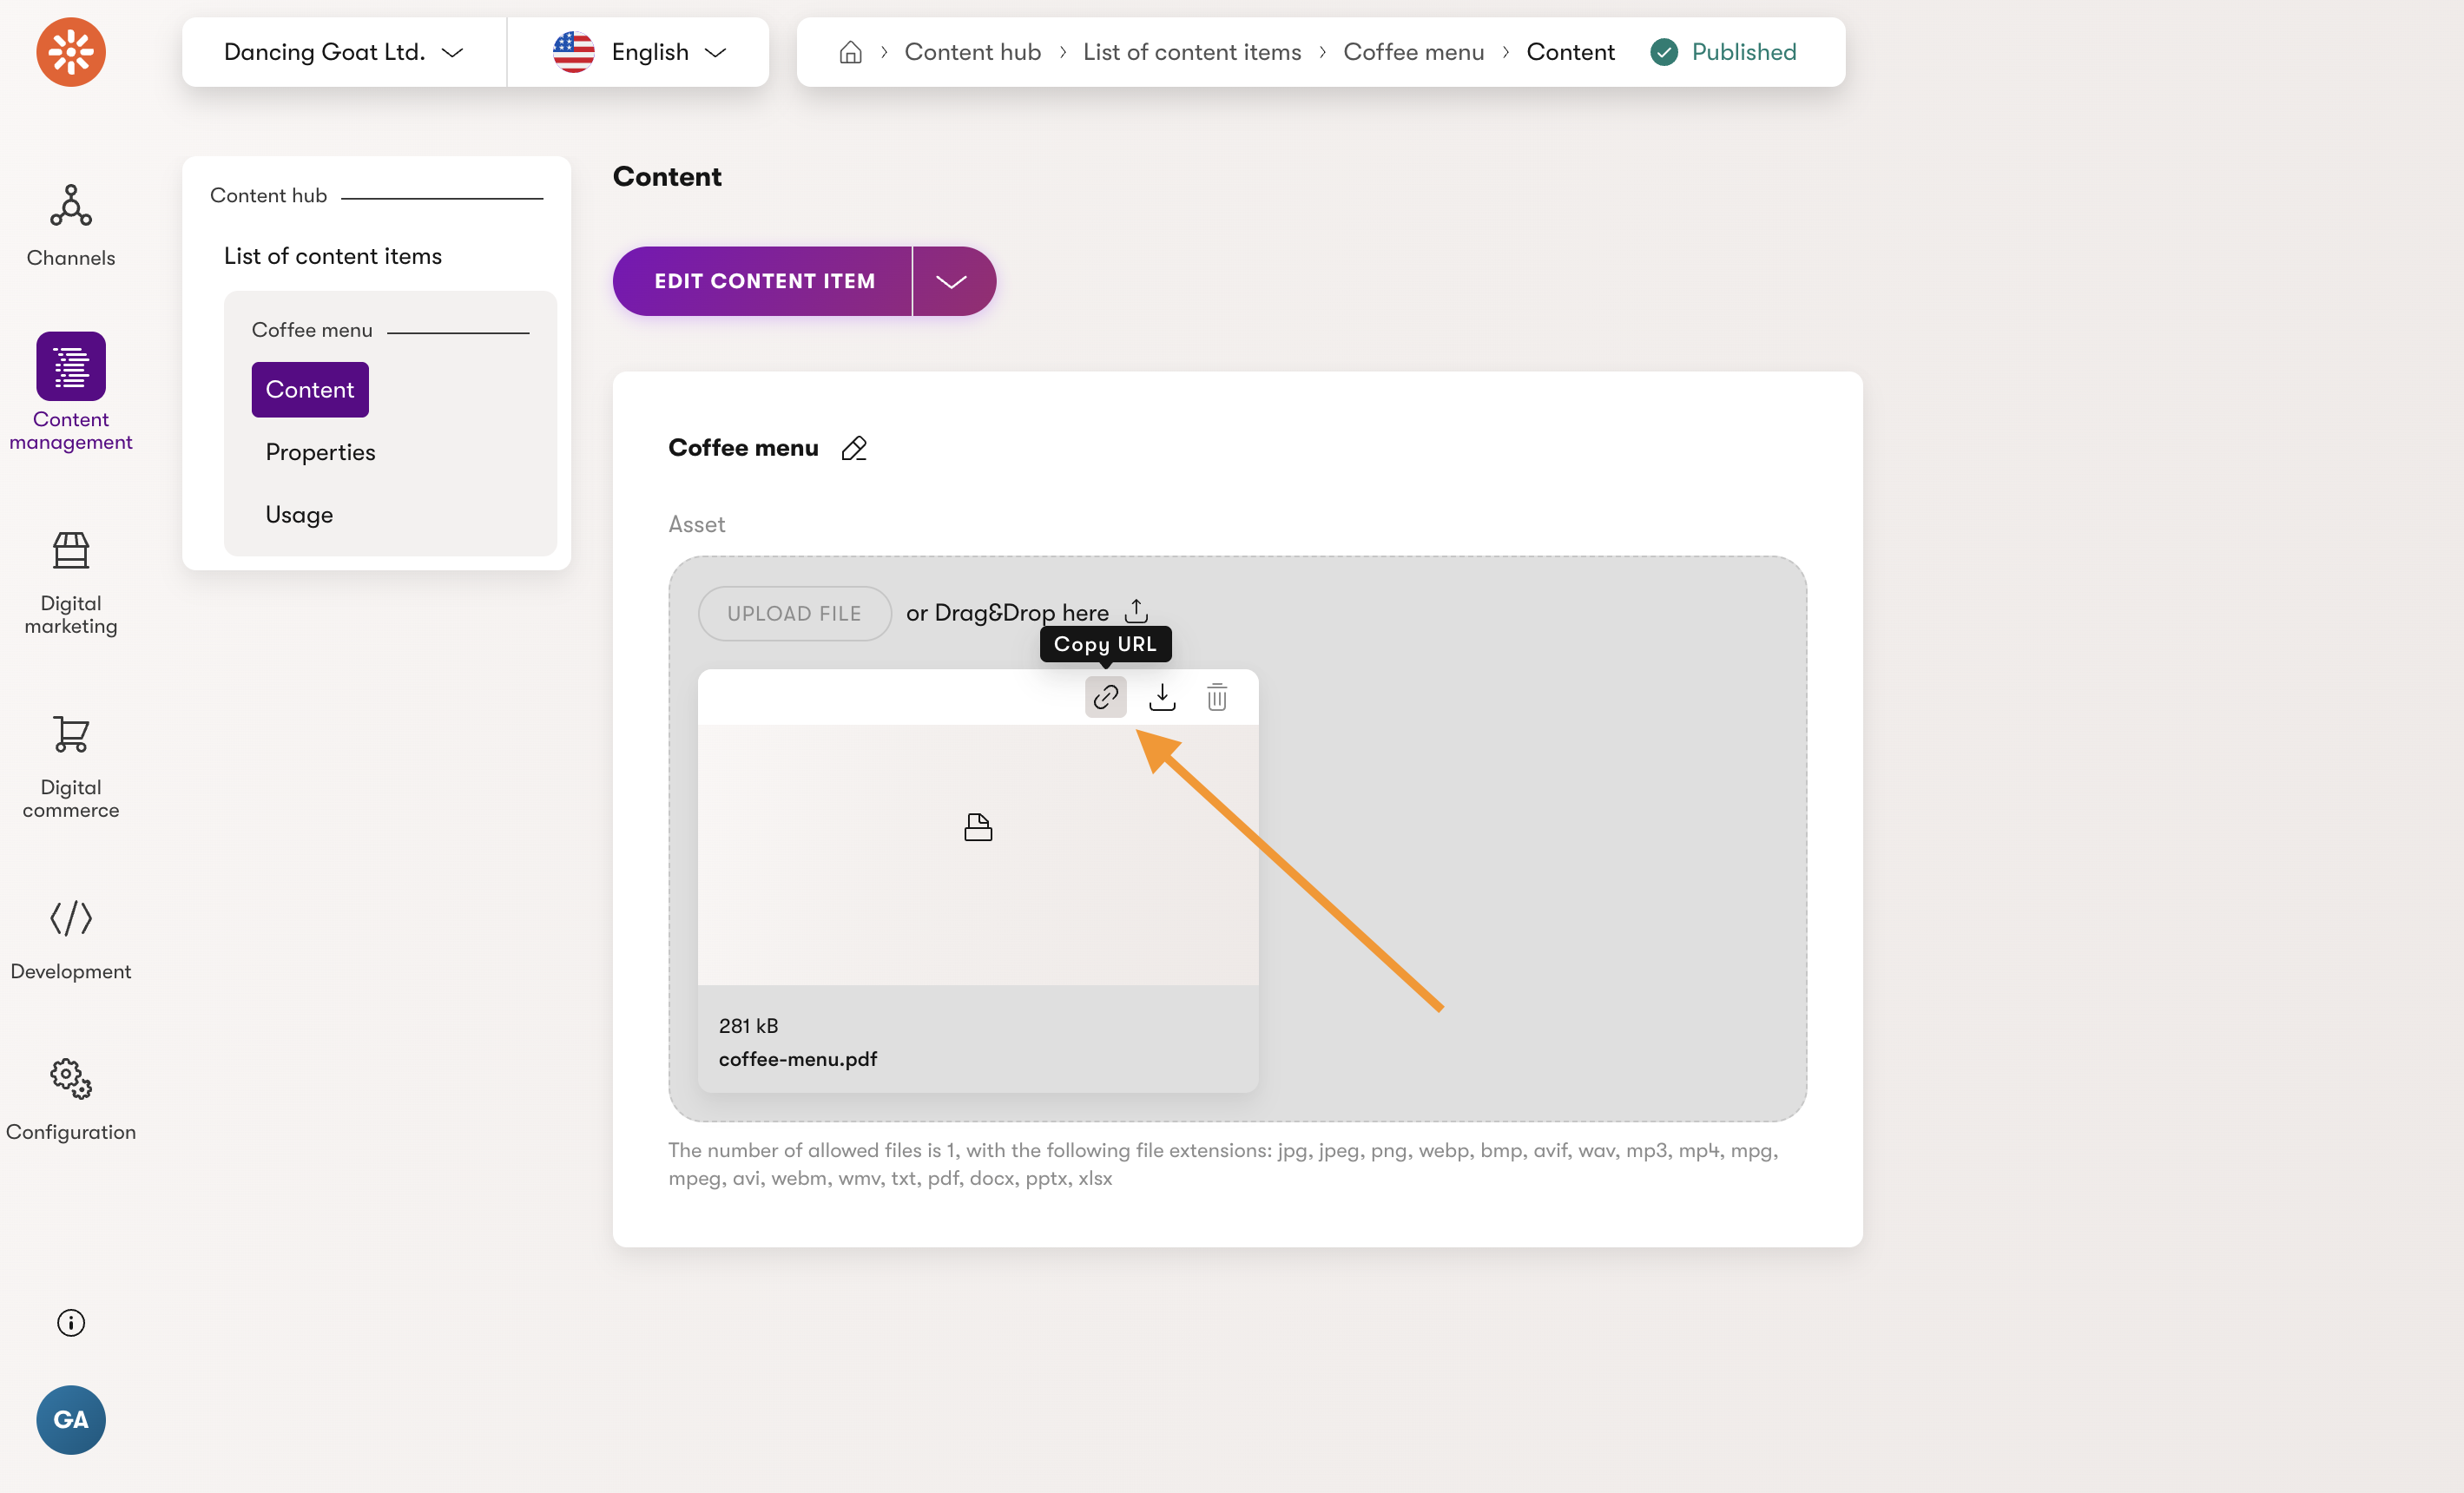 Dancing Goat Ltd.
English
Content hub
List of content items
Coffee menu
Content
Published
Channels
Content
management
Digital
marketing
Digital
commerce
Development
Configuration
GA
Content hub
List of content items
Coffee menu
Content
Properties
Usage
Content
EDIT CONTENT ITEM
Coffee menu
Asset
UPLOAD FILE
or Drag&Drop here
Copy URL
281 kB
coffee-menu.pdf
The number of allowed files is 1, with the following file extensions: jpg, jpeg, png, webp, bmp, avif, wav, mp3, mp4, mpg,
mpeg, avi, webm, wmv, txt, pdf, docx, pptx, xlsx